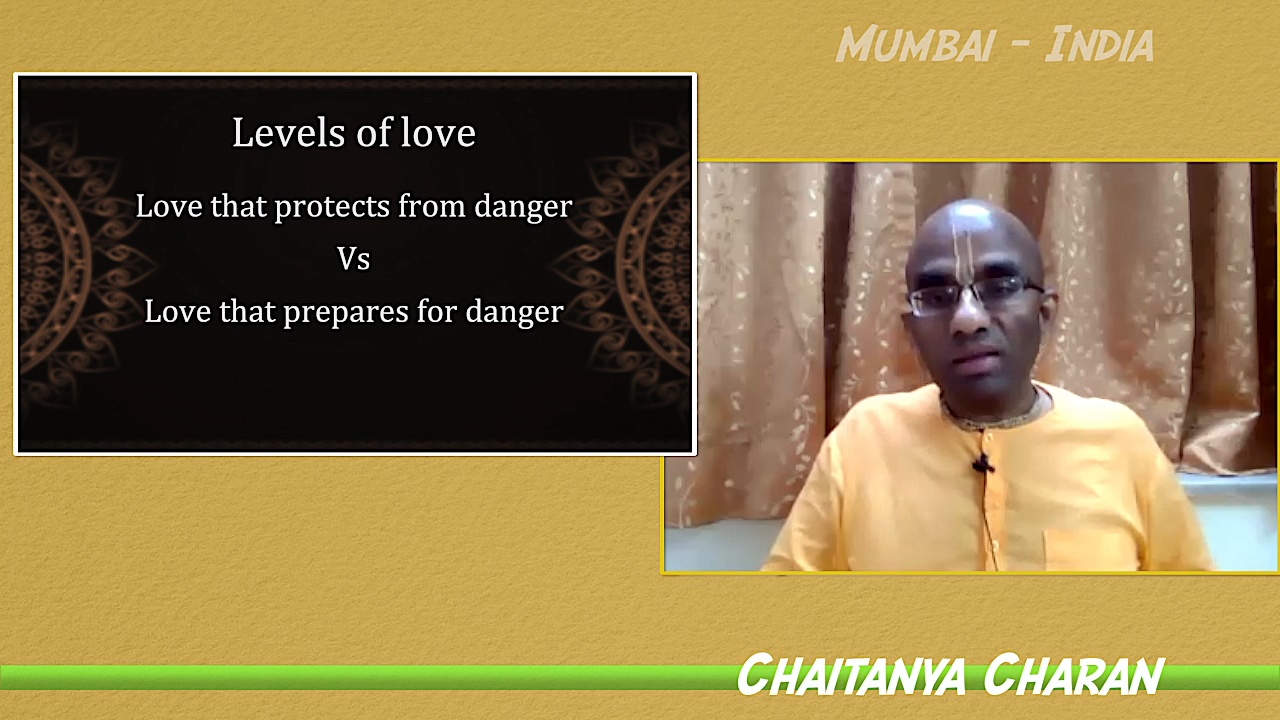 MUMBAI - INDIA
Levels of love
Love that protects from danger
Vs
Love that prepares for danger
CHAITANYA CHARAN